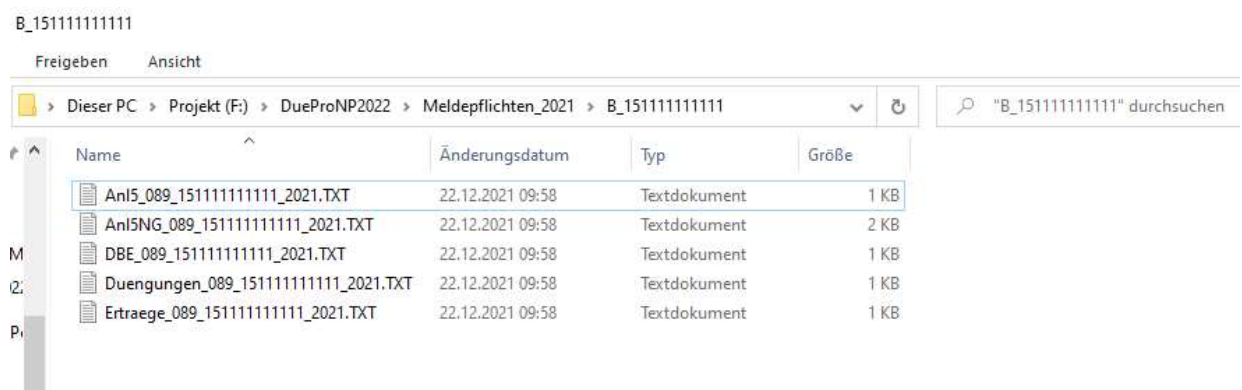 B_151111111111
Freigeben Ansicht
Dieser PC > Projekt (F:) > DueProNP2022 > Meldepflichten_2021 > B_151111111111 "B_151111111111" durchsuchen
Name Änderungsdatum Typ Größe
Anl5_089_151111111111_2021.TXT 22.12.2021 09:58 Textdokument 1 KB
Anl5NG_089_151111111111_2021.TXT 22.12.2021 09:58 Textdokument 2 KB
DBE_089_151111111111_2021.TXT 22.12.2021 09:58 Textdokument 1 KB
Duengungen_089_151111111111_2021.TXT 22.12.2021 09:58 Textdokument 1 KB
Ertraege_089_151111111111_2021.TXT 22.12.2021 09:58 Textdokument 1 KB